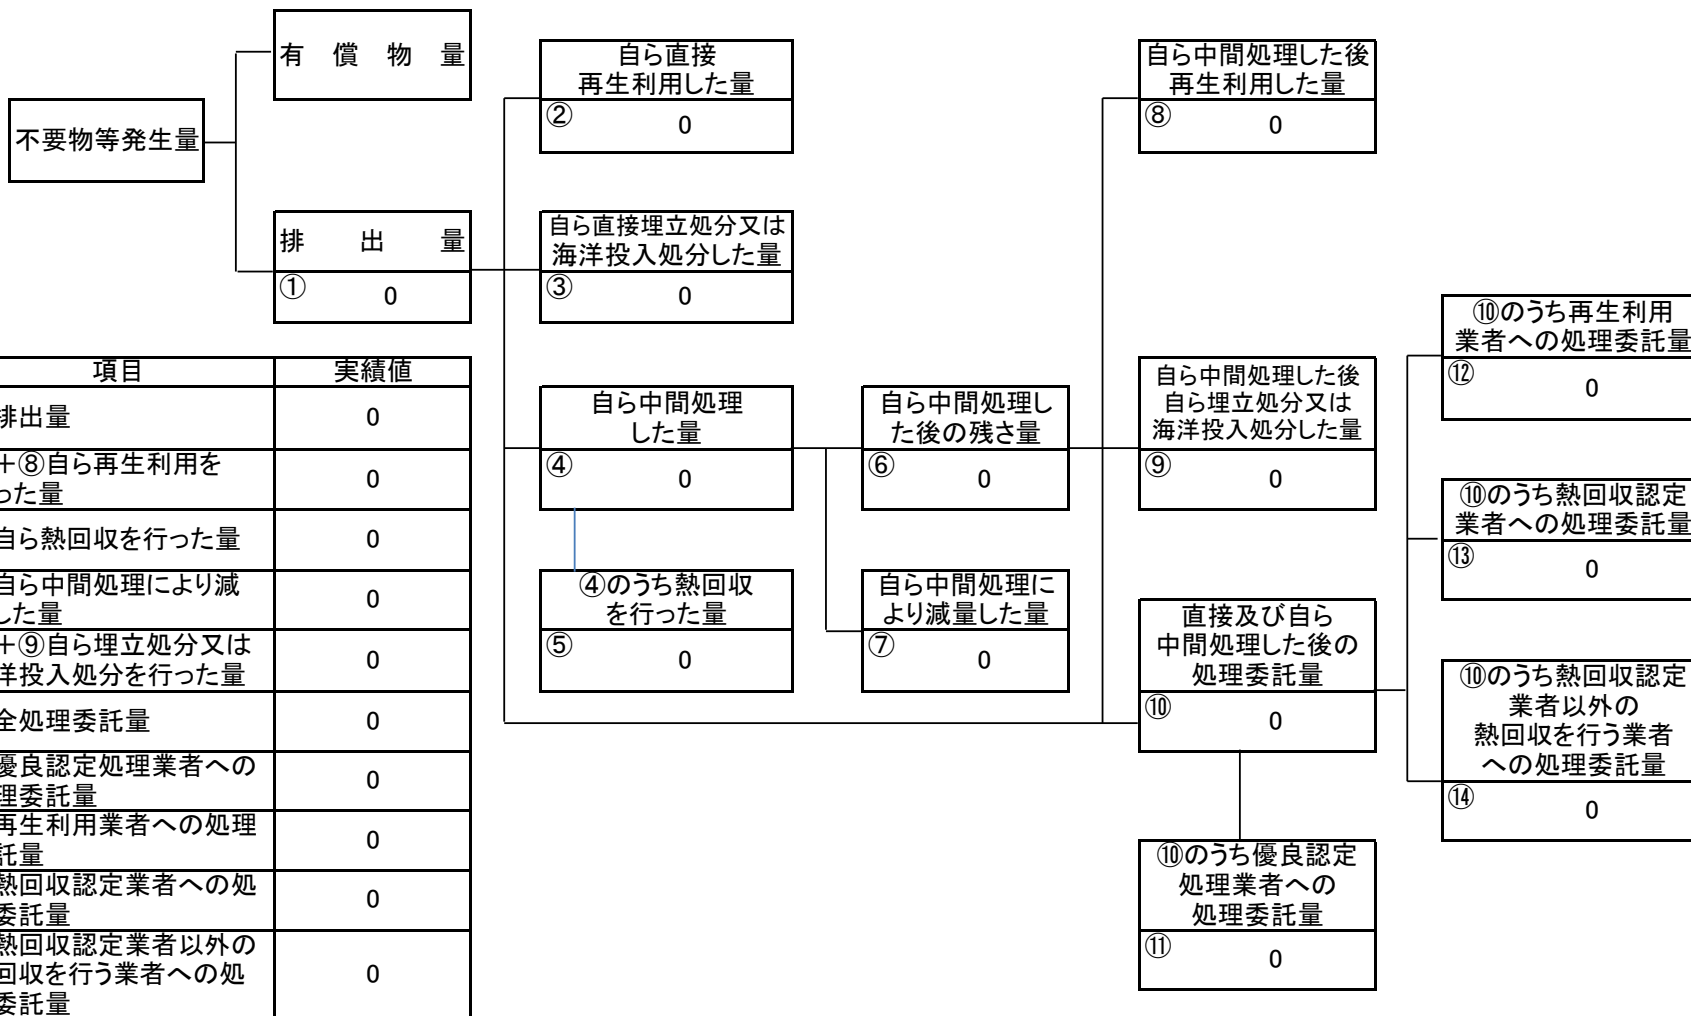 不要物等発生量
有 償 物 量
排 出 量
①
0
自ら直接
再生利用した量
②
0
自ら直接埋立処分又は
海洋投入処分した量
③
0
自ら中間処理
した量
④
0
④のうち熱回収
を行った量
⑤
0
自ら中間処理し
た後の残さ量
⑥
0
自ら中間処理に
より減量した量
⑦
0
自ら中間処理した後
再生利用した量
⑧
0
自ら中間処理した後
自ら埋立処分又は
海洋投入処分した量
⑨
0
直接及び自ら
中間処理した後の
処理委託量
⑩
0
⑩のうち優良認定
処理業者への
処理委託量
⑪
0
⑩のうち再生利用
業者への処理委託量
⑫
0
⑩のうち熱回収認定
業者への処理委託量
⑬
0
⑩のうち熱回収認定
業者以外の
熱回収を行う業者
への処理委託量
⑭
0
項目 実績値
排出量 0
+⑧自ら再生利用を
った量
0
自ら熱回収を行った量 0
自ら中間処理により減
した量
0
+⑨自ら埋立処分又は
洋投入処分を行った量
0
全処理委託量 0
優良認定処理業者への
理委託量
0
再生利用業者への処理
託量
0
熱回収認定業者への処
委託量
0
熱回収認定業者以外の
回収を行う業者への処
委託量
0